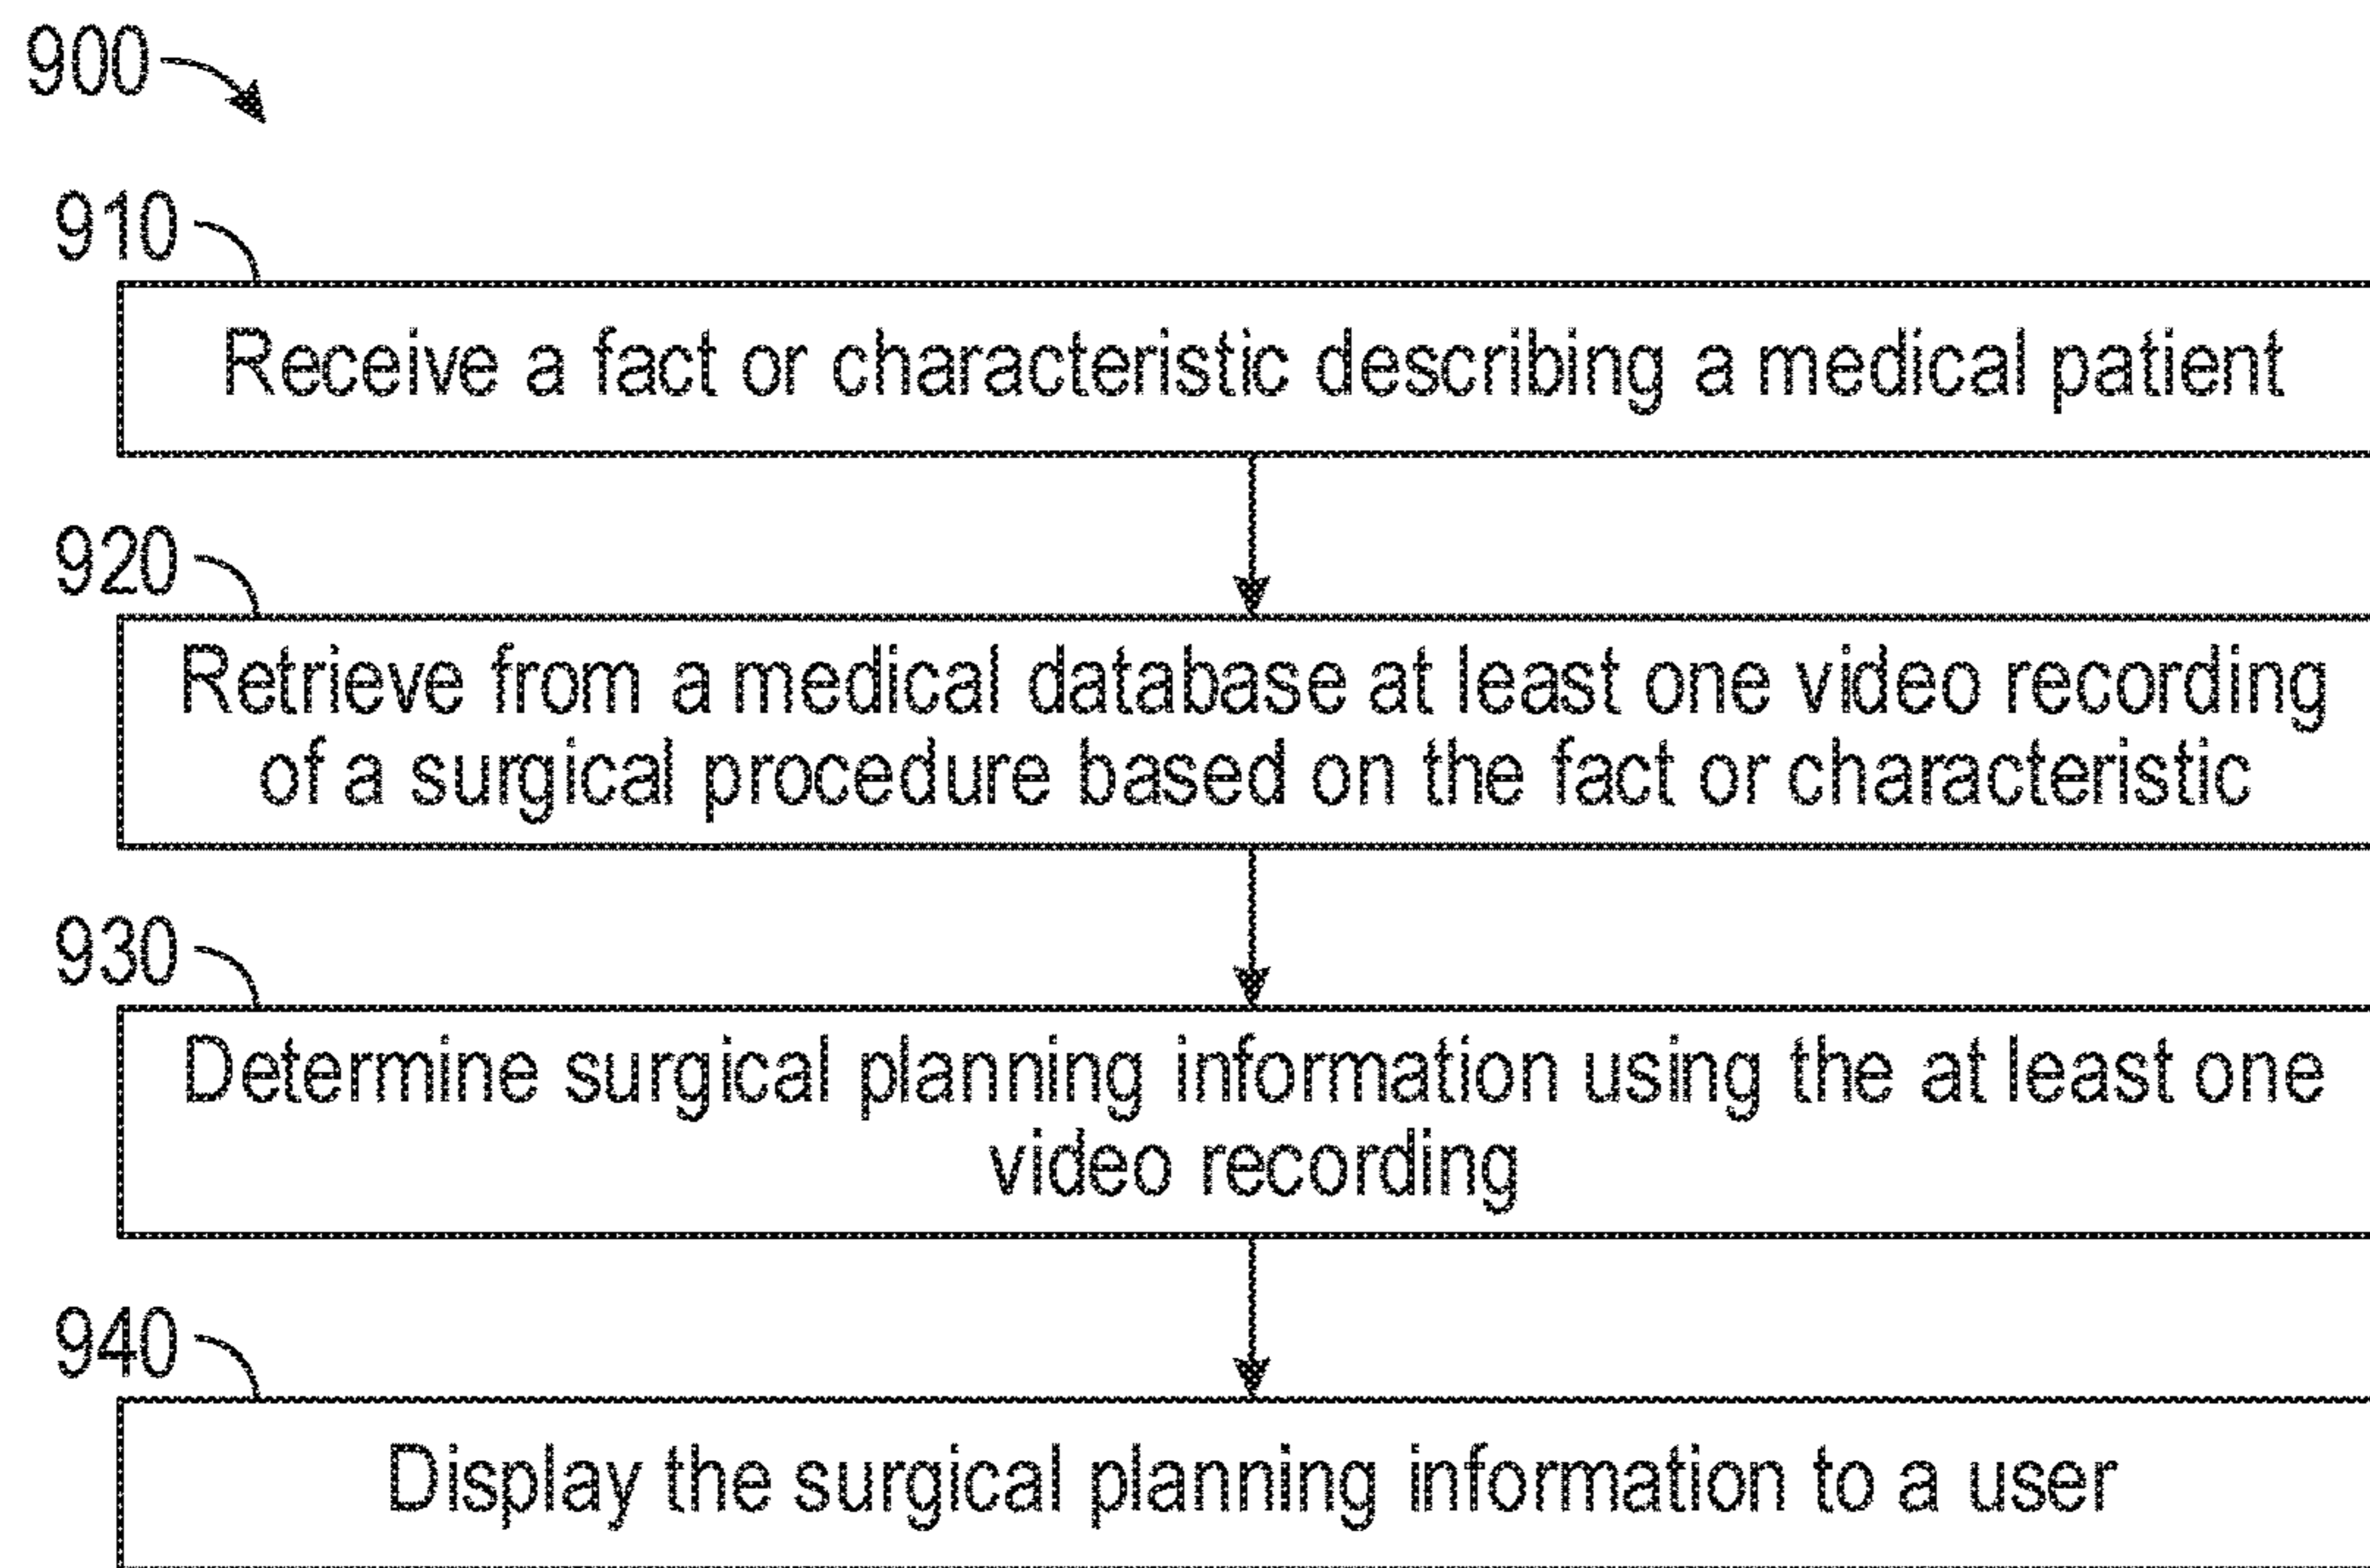 900
910
Receive a fact or characteristic describing a medical patient
920
Retrieve from a medical database at least one video recording
of a surgical procedure based on the fact or characteristic
930
Determine surgical planning information using the at least one
video recording
940
Display the surgical planning information to a user